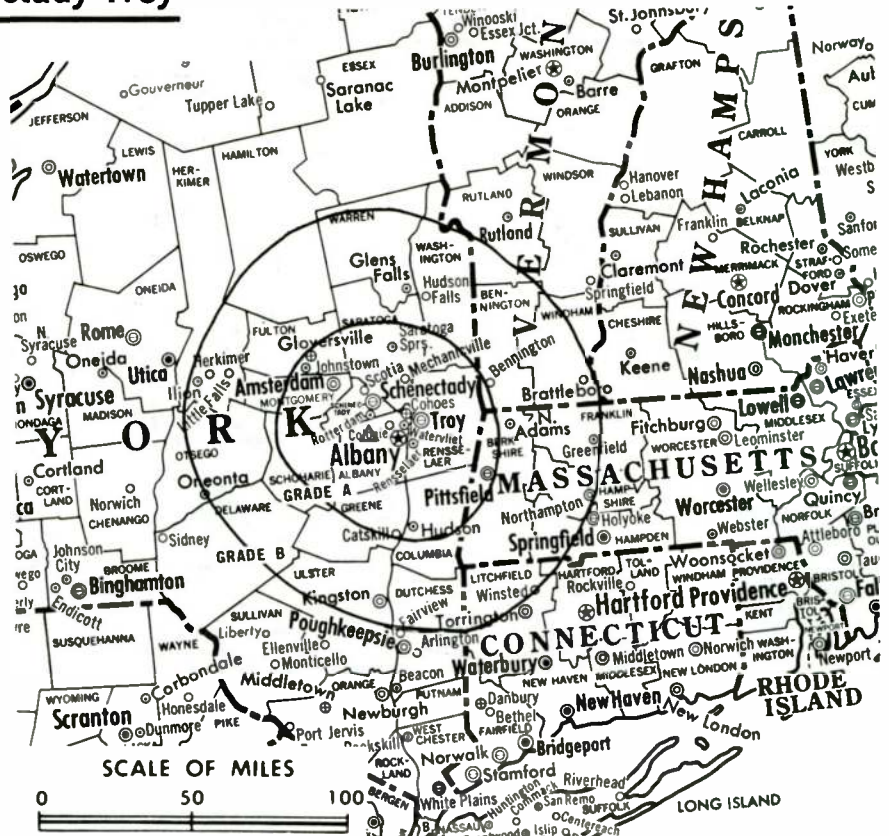 Winooski
St.Johnsbury
Essex Jct.
WASHINGTON
Norway
ESSEX
Burlington
Montpelier
GRAFTON
Gouverneur
Saranac
Lake
Barre
Tupper Lake
ADDISON
ORANGE
JEFFERSON
CARROLL
LEWIS
HAMILTON
YORK
HER-
KIMER
Watertown
WINDSOR
Hanover
Lebanon
Laconia
RUTLAND
WARREN
SULLIVAN
Franklin
BELKNAP
Rutland
OSWEGO
WASH-
INGTON
Rochester
Glens
Falls
Claremont
MERRIMACK
STRAF-
FORD
ONEIDA
Hudson
Falls
BEN-
NINGTON
Springfield
Concord
Dover
ROCKINGHAM
WINDHAM
N.
Syracuse
Rome
FULTON
SARATOGA
Saratoga
Sprs.
CHESHIRE
HILLS-
BORO
Manchester
Gloversville
Oneida
Utica
Herkimer
Johnstown
Mechanicville
Bennington
Keene
Ilion
Little Falls
Amsterdam
Scotia
Schenectady
Nashua
Syracuse
MADISON
MONTGOMERY
Cohoes
Brattleboro
Lowell
Rotterdam
Colonie
Troy
N.
Adams
FRANKLIN
Fitchburg
MIDDLESEX
YORK
Watervliet
Albany
OTSEGO
RENSSE-
LAER
BERK-
SHIRE
Greenfield
WORCESTER
Leominster
Cortland
Oneonta
SCHOHARIE
ALBANY
Rensselaer
MASSACHUSETTS
CORT-
LAND
GRADE A
Pittsfield
Wellesley
SUFFOLK
Norwich
CHENANGO
DELAWARE
GREENE
HAMP-
SHIRE
Worcester
Quincy
Northampton
Holyoke
NORFOLK
Catskill
Hudson
Webster
Sidney
Springfield
HAMPDEN
Attleboro
Johnson
City
GRADE B
COLUMBIA
BROOME
Woonsocket
ULSTER
LITCHFIELD
HARTFORD
TOL-
LAND
WINDHAM
PROVIDENCE
Binghamton
Rockville
DUTCHESS
Winsted
BRISTOL
Endicott
Kingston
Hartford
Providence
Fairview
SULLIVAN
Torrington
KENT
Liberty
Poughkeepsie
Arlington
CONNECTICUT
SUSQUEHANNA
WAYNE
Ellenville
Monticello
Waterbury
Middletown
Norwich
WASH-
INGTON
Newport
Carbondale
Beacon
NEW HAVEN
MIDDLESEX
NEW LONDON
Middletown
ORANGE
PUTNAM
RHODE
ISLAND
WYOMING
Honesdale
Newburgh
Danbury
New Haven
Scranton
PIKE
Bethel
New London
Dunmore
Port Jervis
WEST
CHESTER
FAIRFIELD
Bridgeport
SCALE OF MILES
ROCK-
LAND
Norwalk
Stamford
Riverhead
0 50 100
BERGEN
White Plains
Huntington
Commack
San Remo
SUFFOLK
LONG ISLAND
NASSAU
Centereach
Islip
VERMONT
NEW HAMPS